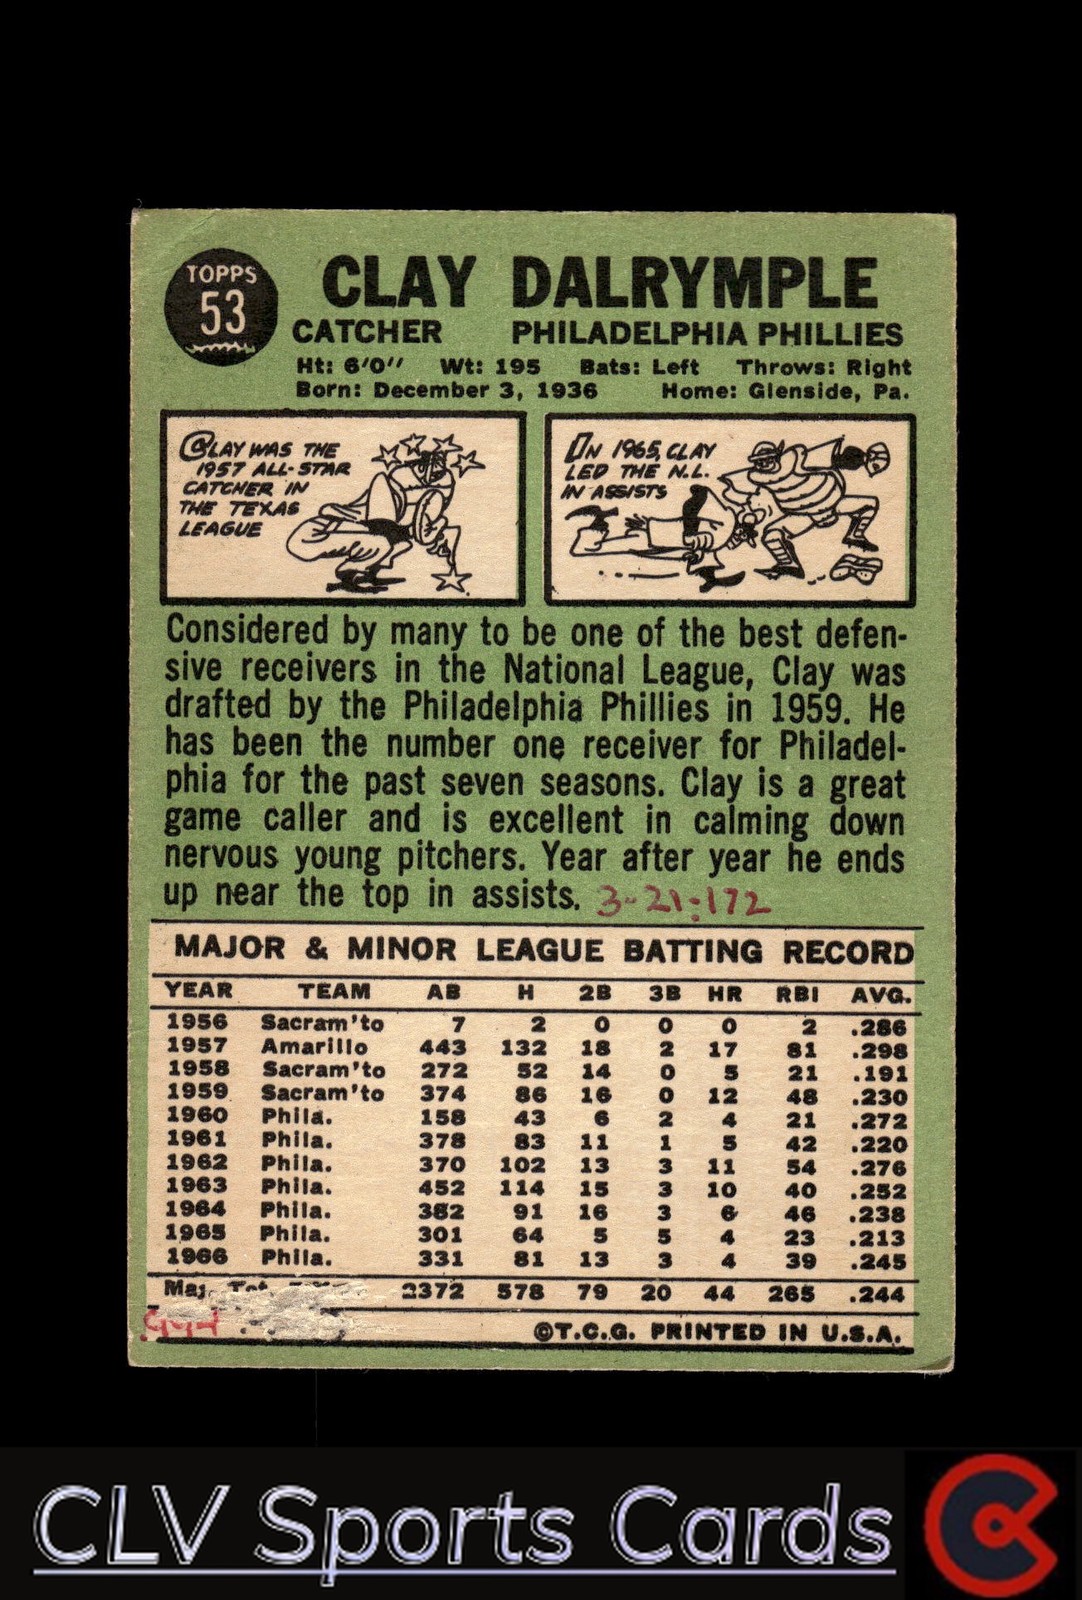 TOPPS
53
CLAY DALRYMPLE
CATCHER PHILADELPHIA PHILLIES
Ht: 6'0" Wt: 195 Bats: Left Throws: Right
Born: December 3, 1936 Home: Glenside, Pa.
CLAY WAS THE
1957 ALL-STAR
CATCHER IN
THE TEXAS
LEAGUE
IN 1965, CLAY
LED THE N.L.
IN ASSISTS
Considered by many to be one of the best defen-
sive receivers in the National League, Clay was
drafted by the Philadelphia Phillies in 1959. He
has been the number one receiver for Philadel-
phia for the past seven seasons. Clay is a great
game caller and is excellent in calming down
nervous young pitchers. Year after year he ends
up near the top in assists. 3-21:172
MAJOR & MINOR LEAGUE BATTING RECORD
YEAR TEAM AB H 2B 3B HR RBI AVG.
1956 Sacram'to 7 2 0 0 0 2 .286
1957 Amarillo 443 132 18 2 17 81 .298
1958 Sacram'to 272 52 14 0 5 21 .191
1959 Sacram'to 374 86 16 0 12 48 .230
1960 Phila. 158 43 6 2 4 21 .272
1961 Phila. 378 83 11 1 5 42 .220
1962 Phila. 370 102 13 3 11 54 .276
1963 Phila. 452 114 15 3 10 40 .252
1964 Phila. 382 91 16 3 6 46 .238
1965 Phila. 301 64 5 5 4 23 .213
1966 Phila. 331 81 13 3 4 39 .245
Maj. Tot. 2372 578 79 20 44 265 .244
©T.C.G. PRINTED IN U.S.A.
CLV Sports Cards